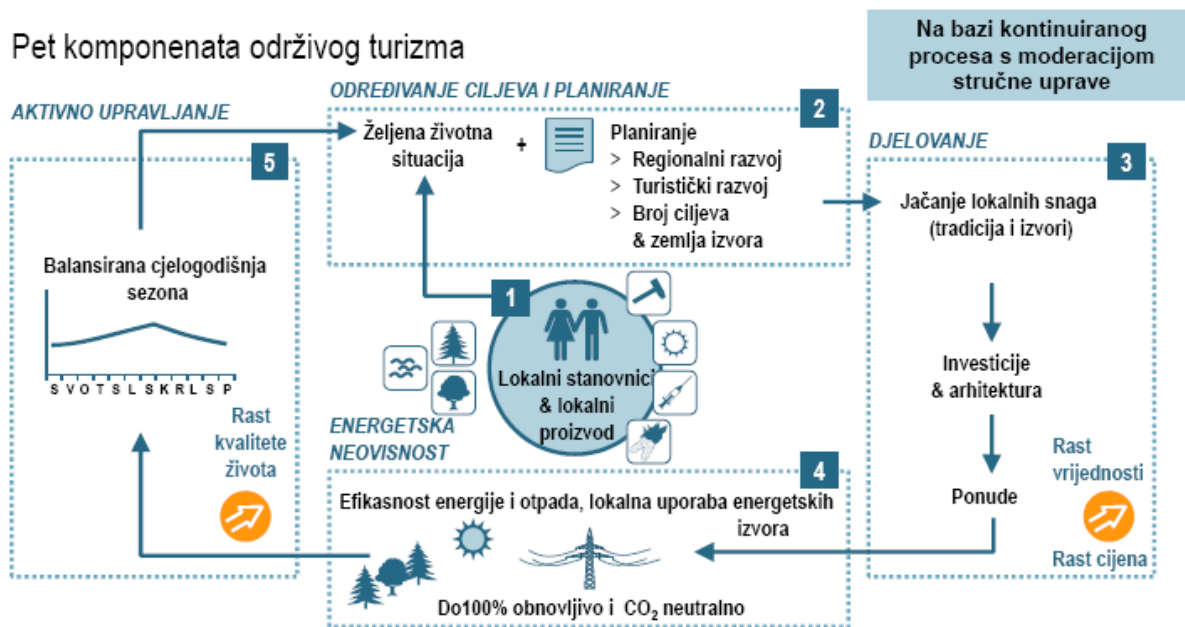 Pet komponenata održivog turizma
Na bazi kontinuiranog
procesa s moderacijom
stručne uprave
AKTIVNO UPRAVLJANJE
5
Balansirana cjelogodišnja
sezona
S V O T S L S K R L S P
Rast
kvalitete
života
ODREĐIVANJE CILJEVA I PLANIRANJE
2
Željena životna
situacija
+
Planiranje
> Regionalni razvoj
> Turistički razvoj
> Broj ciljeva
& zemlja izvora
1
Lokalni stanovnici
& lokalni
proizvod
DJELOVANJE
3
Jačanje lokalnih snaga
(tradicija i izvori)
Investicije
& arhitektura
Ponude
Rast
vrijednosti
Rast cijena
ENERGETSKA
NEOVISNOST
4
Efikasnost energije i otpada, lokalna uporaba energetskih
izvora
Do100% obnovljivo i CO₂ neutralno